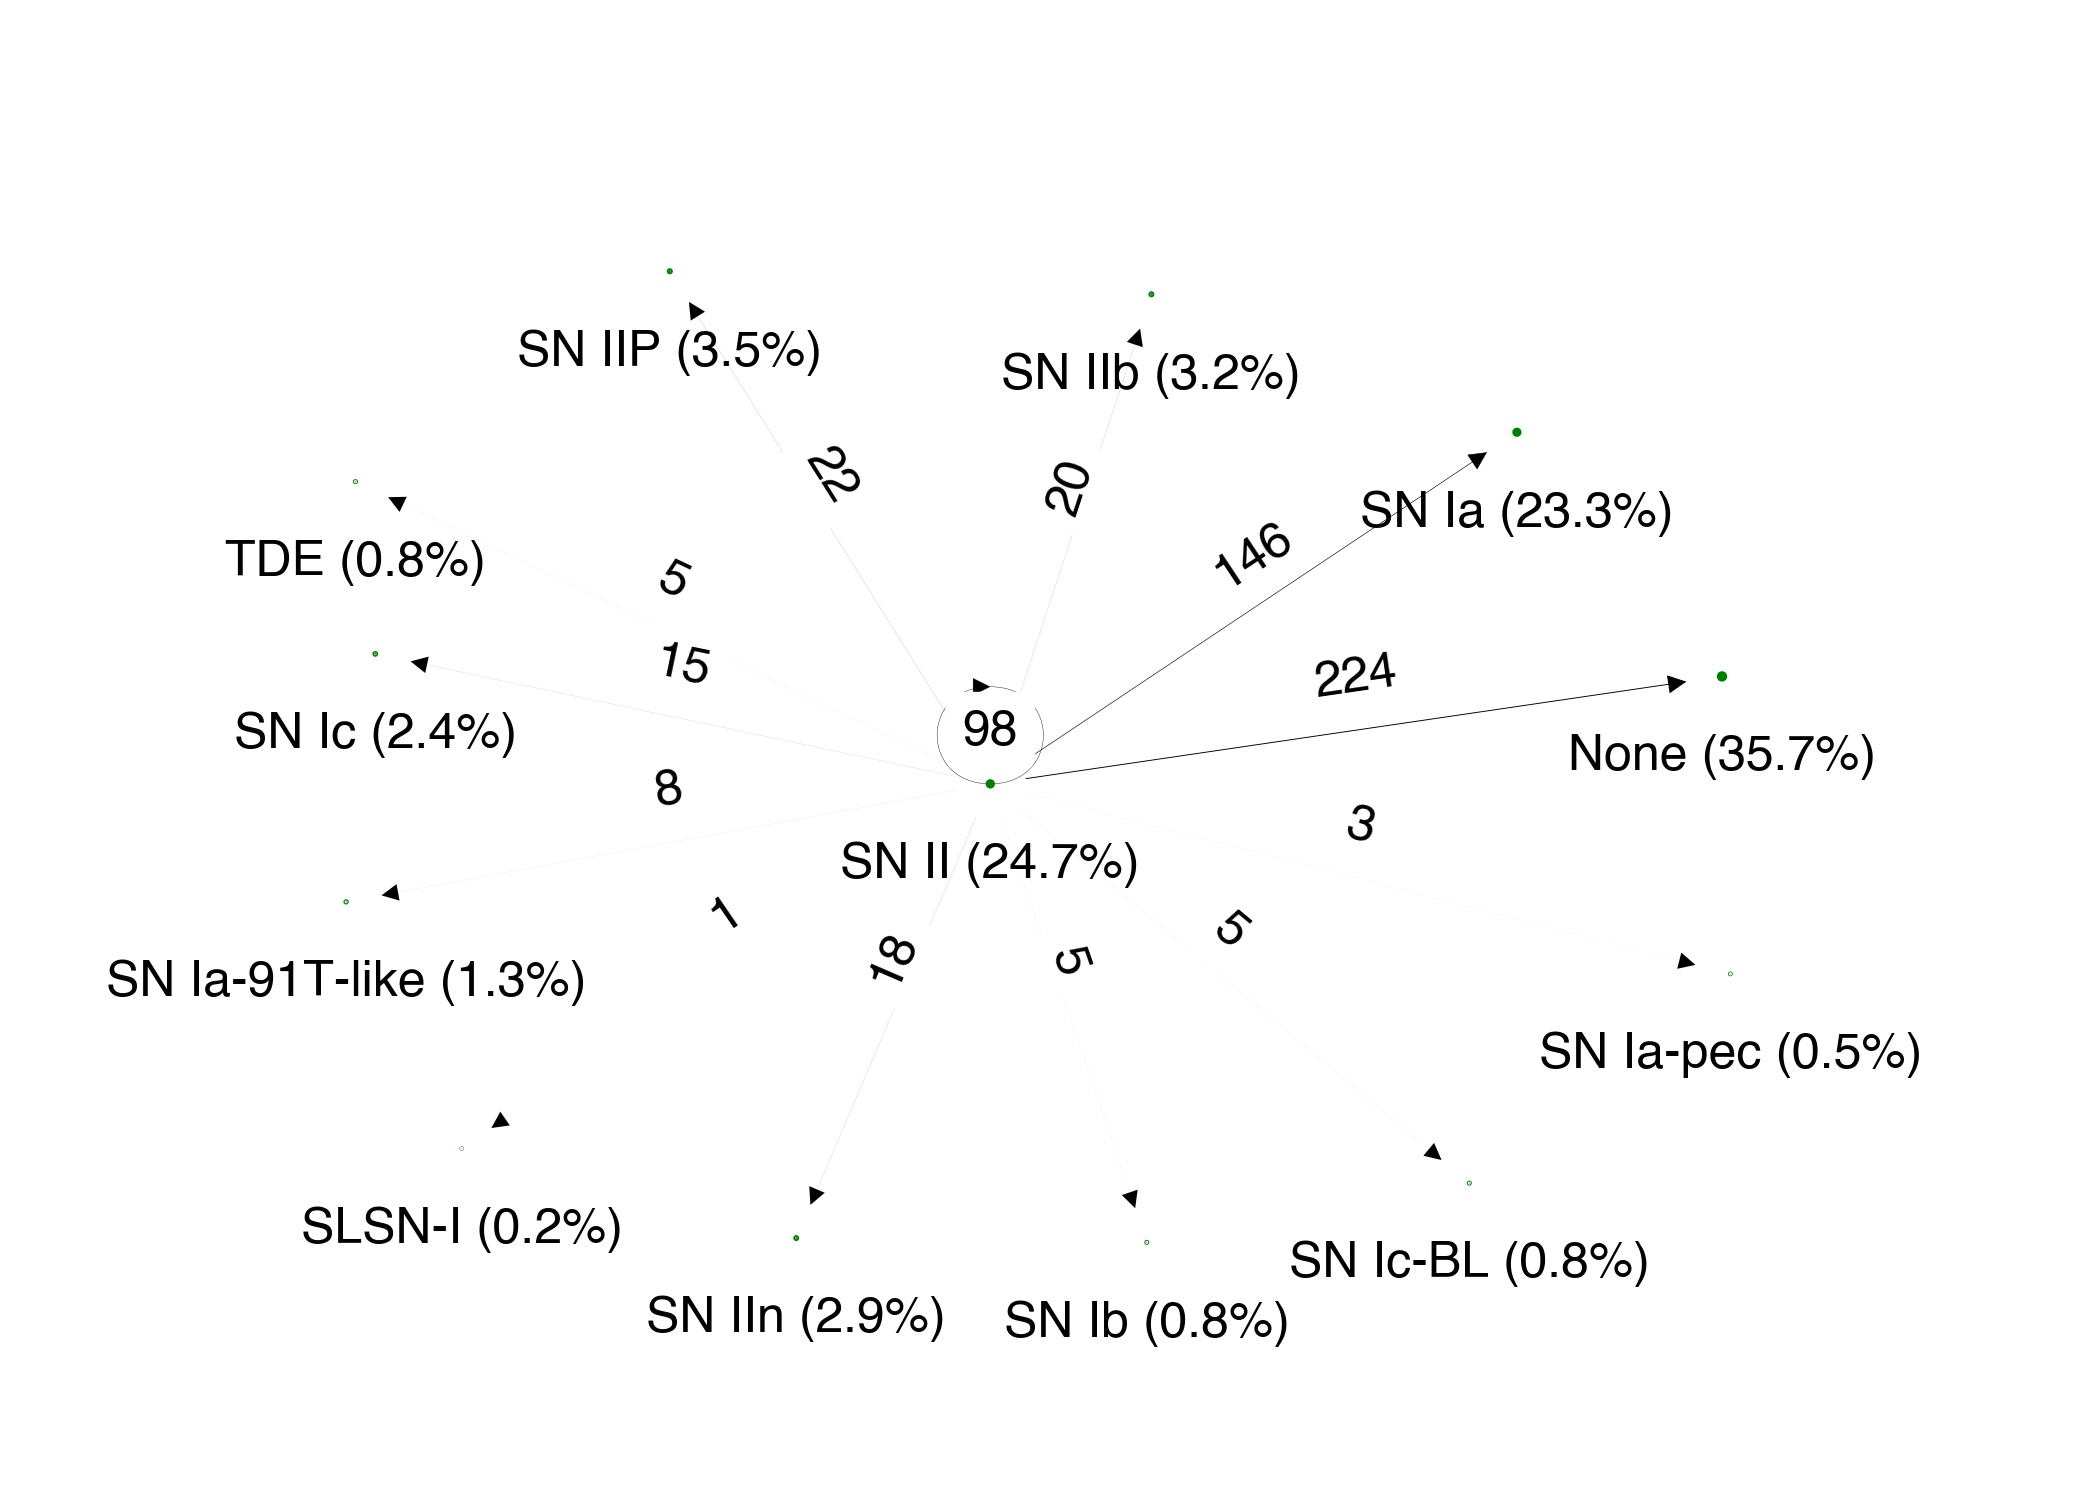 SN IIP (3.5%)
SN IIb (3.2%)
22
20
SN Ia (23.3%)
146
TDE (0.8%)
5
15
224
SN Ic (2.4%)
98
None (35.7%)
8
3
SN II (24.7%)
1
5
18
5
SN Ia-91T-like (1.3%)
SN Ia-pec (0.5%)
SLSN-I (0.2%)
SN Ic-BL (0.8%)
SN IIn (2.9%)
SN Ib (0.8%)